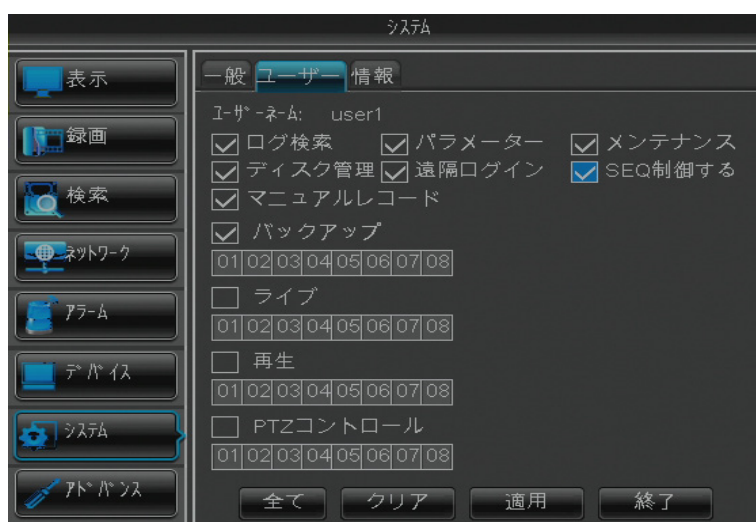 システム
表示
録画
検索
ネットワーク
アラーム
デバイス
システム
アドバンス
一般 ユーザー 情報
ユーザーネーム: user1
ログ検索 パラメーター メンテナンス
ディスク管理 遠隔ログイン SEQ制御する
マニュアルレコード
バックアップ
01 02 03 04 05 06 07 08
ライブ
01 02 03 04 05 06 07 08
再生
01 02 03 04 05 06 07 08
PTZコントロール
01 02 03 04 05 06 07 08
全て クリア 適用 終了